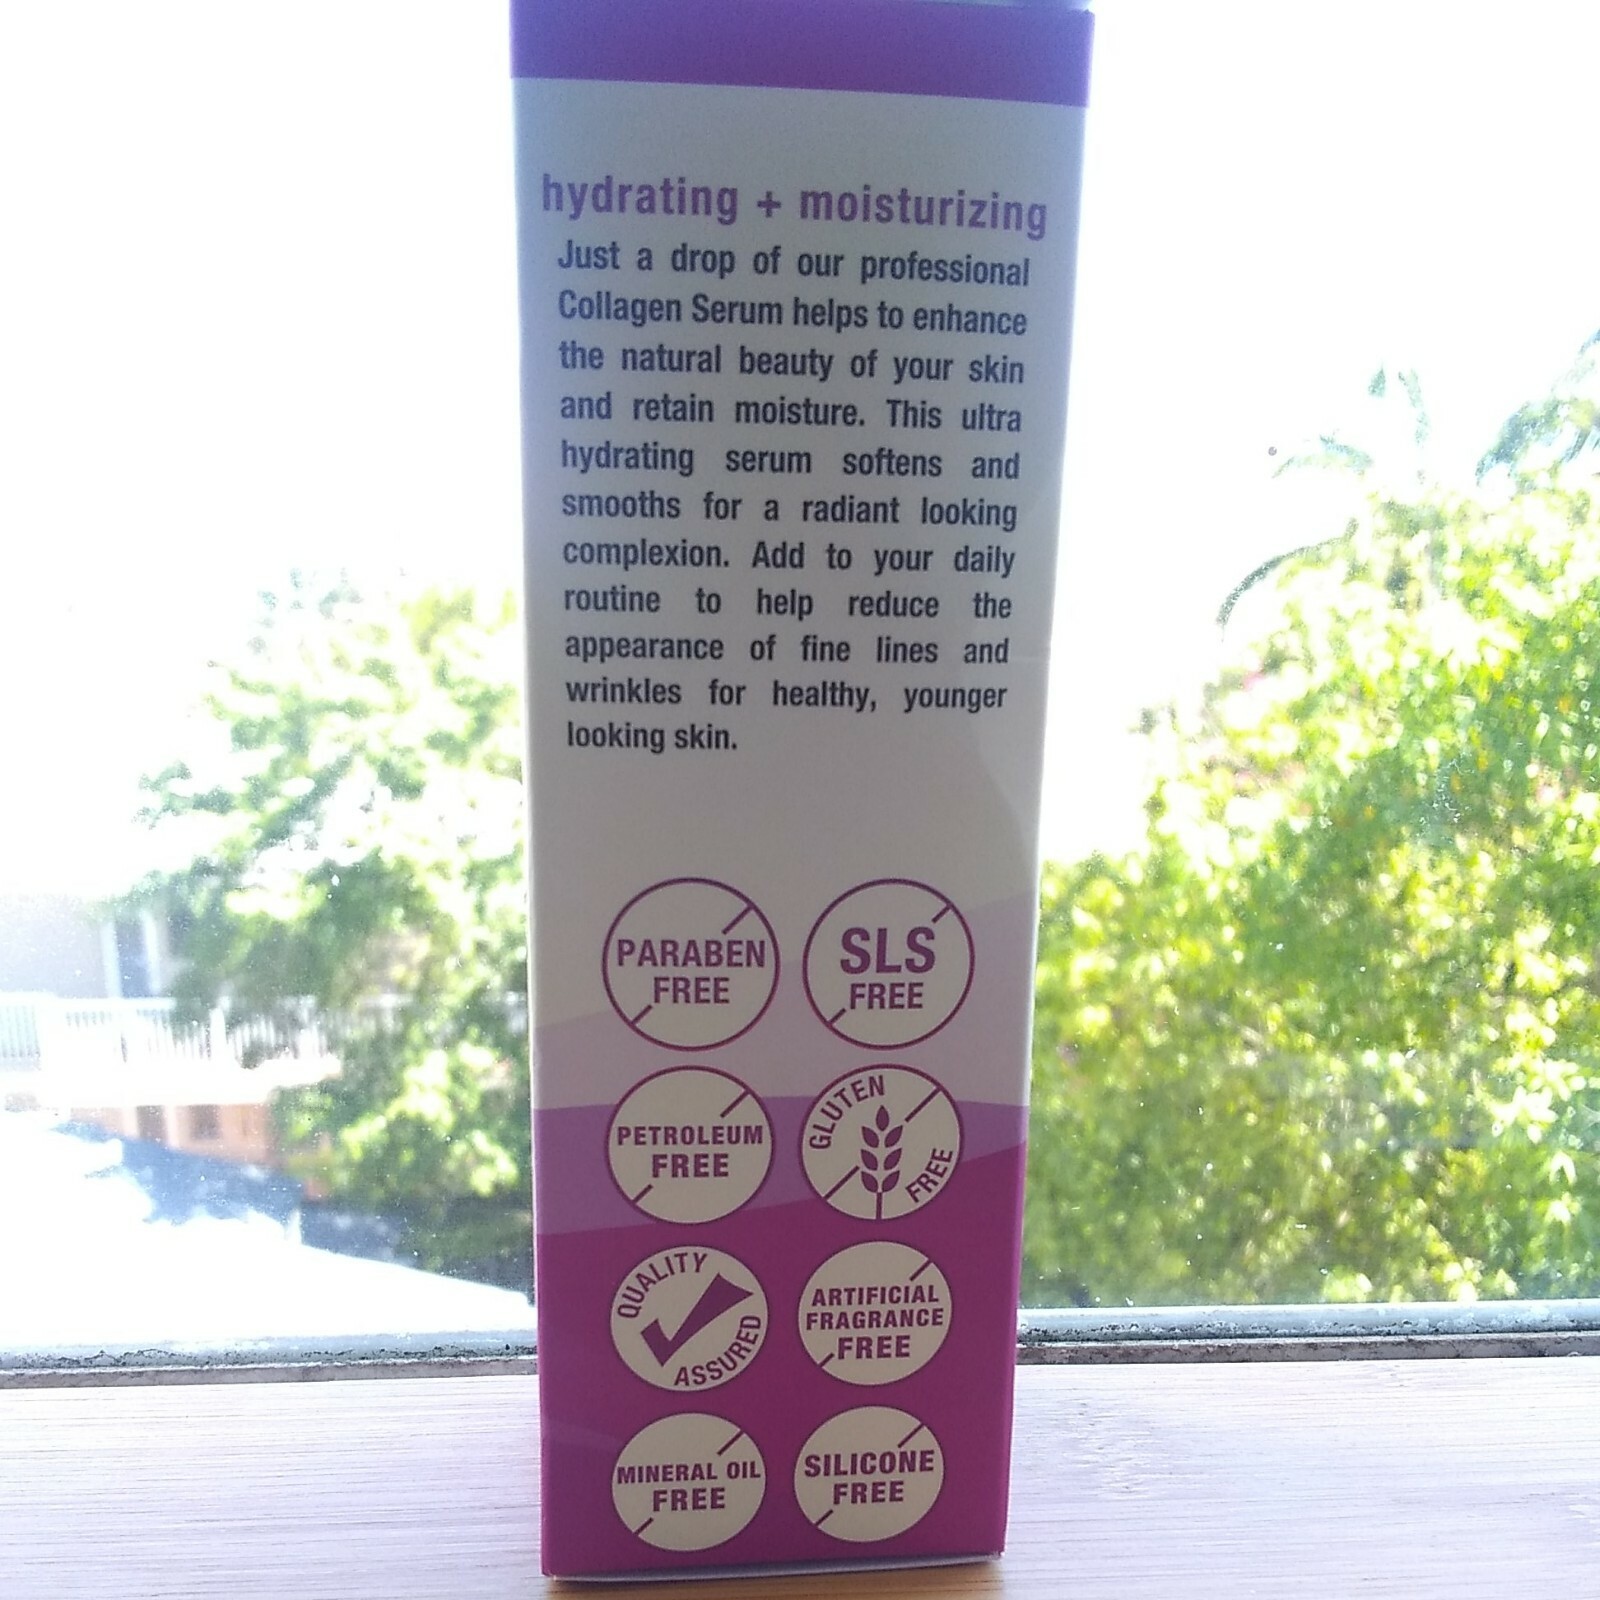 hydrating + moisturizing
Just a drop of our professional
Collagen Serum helps to enhance
the natural beauty of your skin
and retain moisture. This ultra
hydrating serum softens and
smooths for a radiant looking
complexion. Add to your daily
routine to help reduce the
appearance of fine lines and
wrinkles for healthy, younger
looking skin.
PARABEN
FREE
SLS
FREE
PETROLEUM
FREE
GLUTEN
FREE
QUALITY
ASSURED
ARTIFICIAL
FRAGRANCE
FREE
MINERAL OIL
FREE
SILICONE
FREE